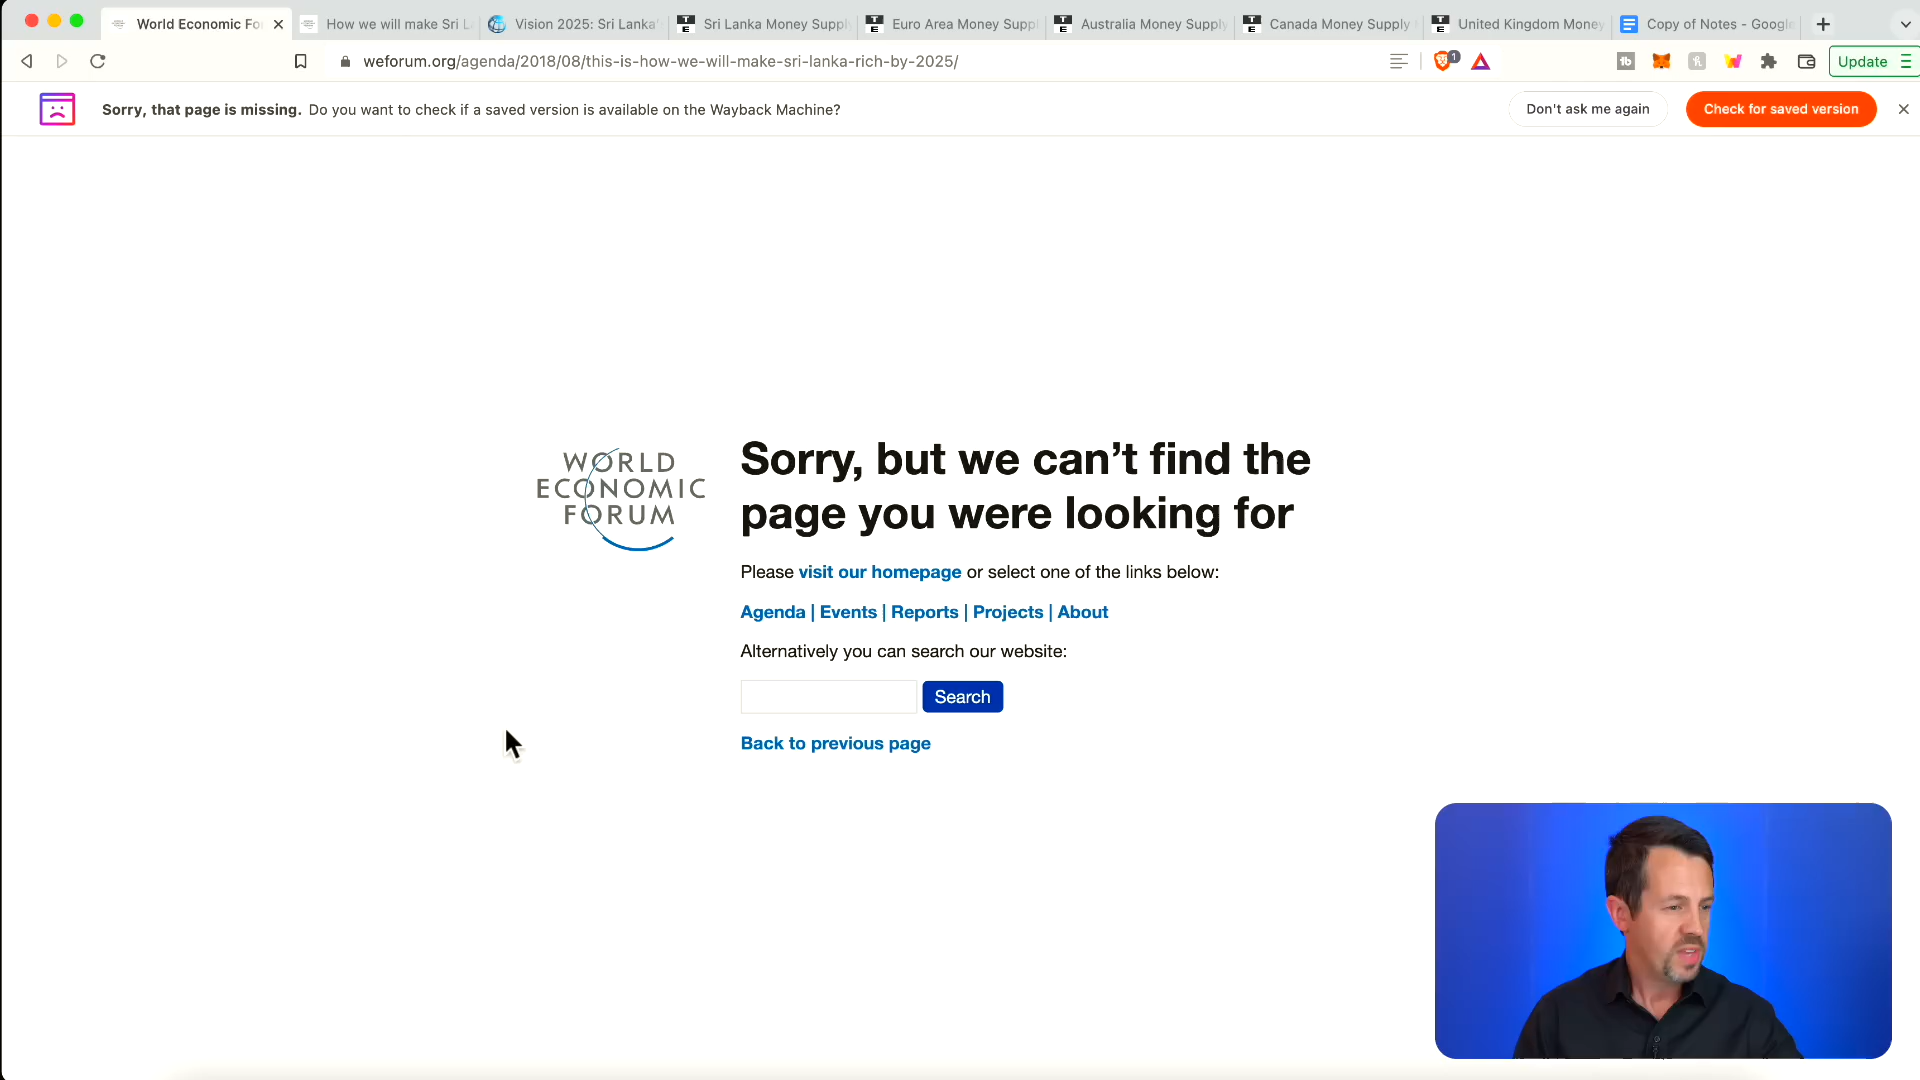 World Economic Fo
How we will make Sri L
Vision 2025: Sri Lanka'
Sri Lanka Money Supply
Euro Area Money Suppl
Australia Money Supply
Canada Money Supply
United Kingdom Money
Copy of Notes - Google
weforum.org/agenda/2018/08/this-is-how-we-will-make-sri-lanka-rich-by-2025/
1
tb
Update
Sorry, that page is missing. Do you want to check if a saved version is available on the Wayback Machine?
Don't ask me again
Check for saved version
WORLD
ECONOMIC
FORUM
Sorry, but we can’t find the
page you were looking for
Please visit our homepage or select one of the links below:
Agenda | Events | Reports | Projects | About
Alternatively you can search our website:
Search
Back to previous page